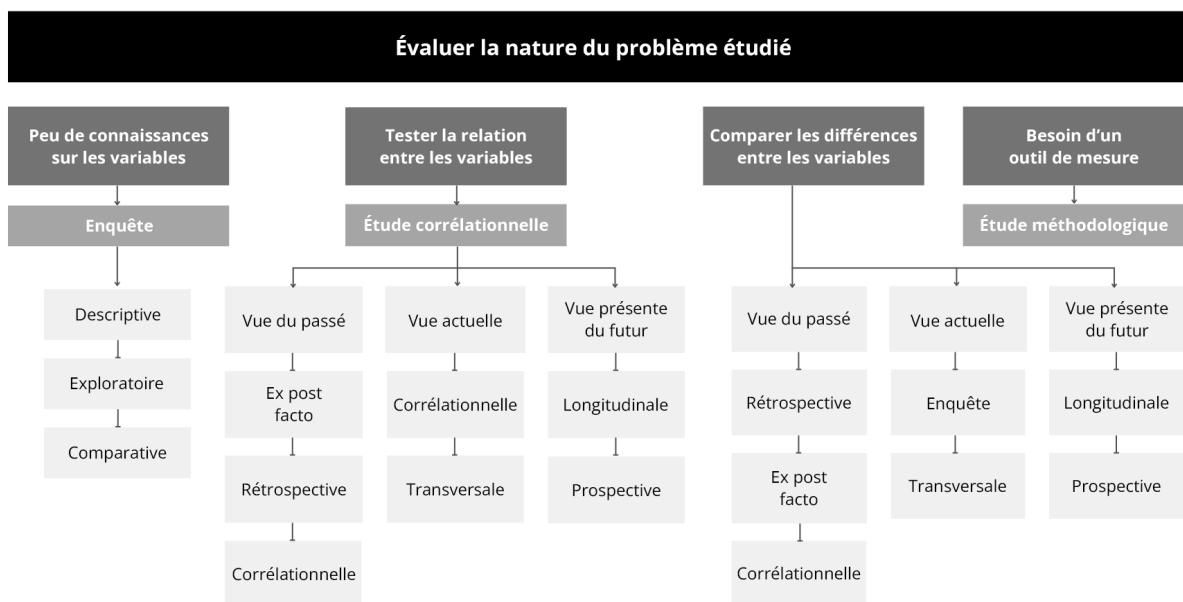 Évaluer la nature du problème étudié
Peu de connaissances
sur les variables
Enquête
Descriptive
Exploratoire
Comparative
Tester la relation
entre les variables
Étude corrélationnelle
Vue du passé
Ex post
facto
Rétrospective
Corrélationnelle
Vue actuelle
Corrélationnelle
Transversale
Vue présente
du futur
Longitudinale
Prospective
Comparer les différences
entre les variables
Vue du passé
Rétrospective
Ex post
facto
Corrélationnelle
Vue actuelle
Enquête
Transversale
Vue présente
du futur
Longitudinale
Prospective
Besoin d’un
outil de mesure
Étude méthodologique